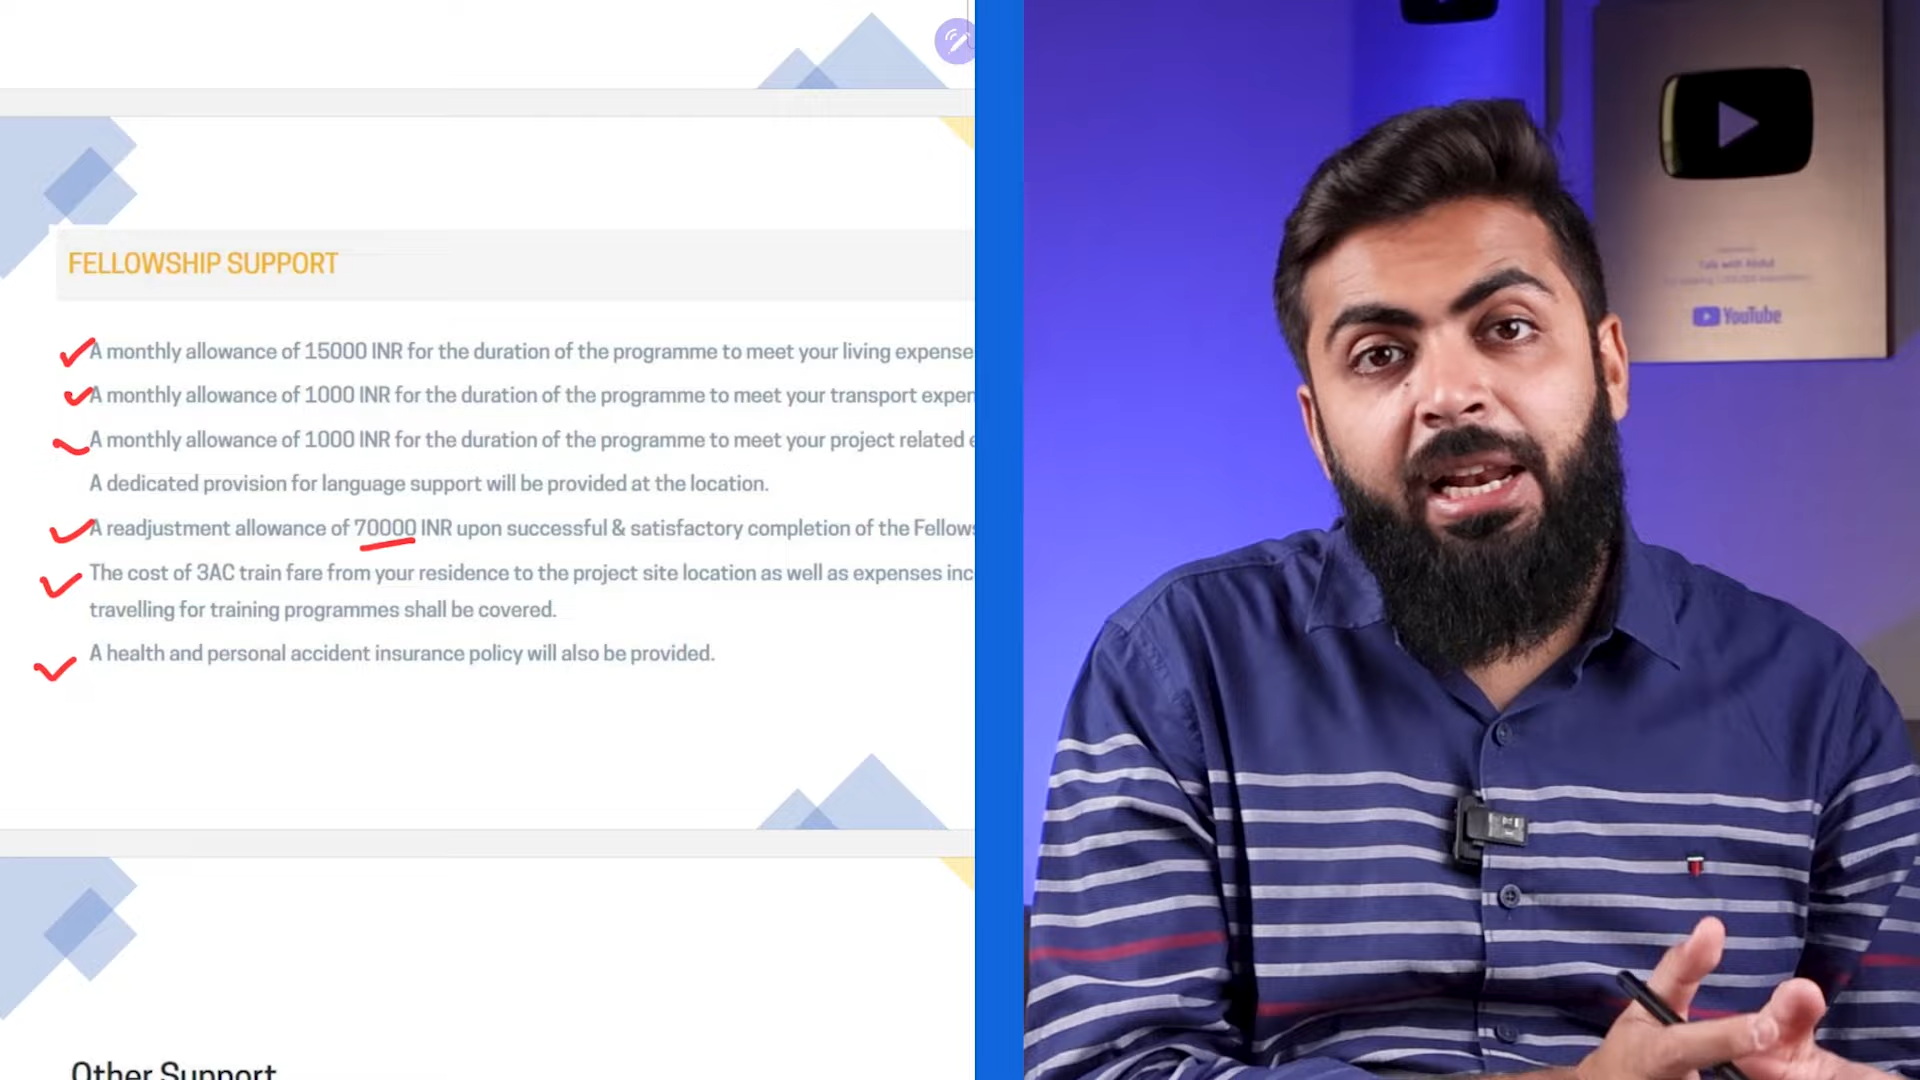 FELLOWSHIP SUPPORT
A monthly allowance of 15000 INR for the duration of the programme to meet your living expense
A monthly allowance of 1000 INR for the duration of the programme to meet your transport expen
A monthly allowance of 1000 INR for the duration of the programme to meet your project related e
A dedicated provision for language support will be provided at the location.
A readjustment allowance of 70000 INR upon successful & satisfactory completion of the Fellows
The cost of 3AC train fare from your residence to the project site location as well as expenses inc
travelling for training programmes shall be covered.
A health and personal accident insurance policy will also be provided.
Other Support
Talk with Abdul
YouTube